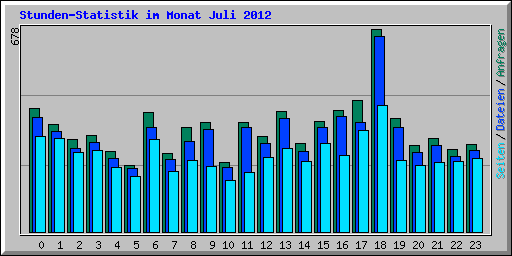 Stunden-Statistik im Monat Juli 2012
678
Seiten / Dateien / Anfragen
0 1 2 3 4 5 6 7 8 9 10 11 12 13 14 15 16 17 18 19 20 21 22 23